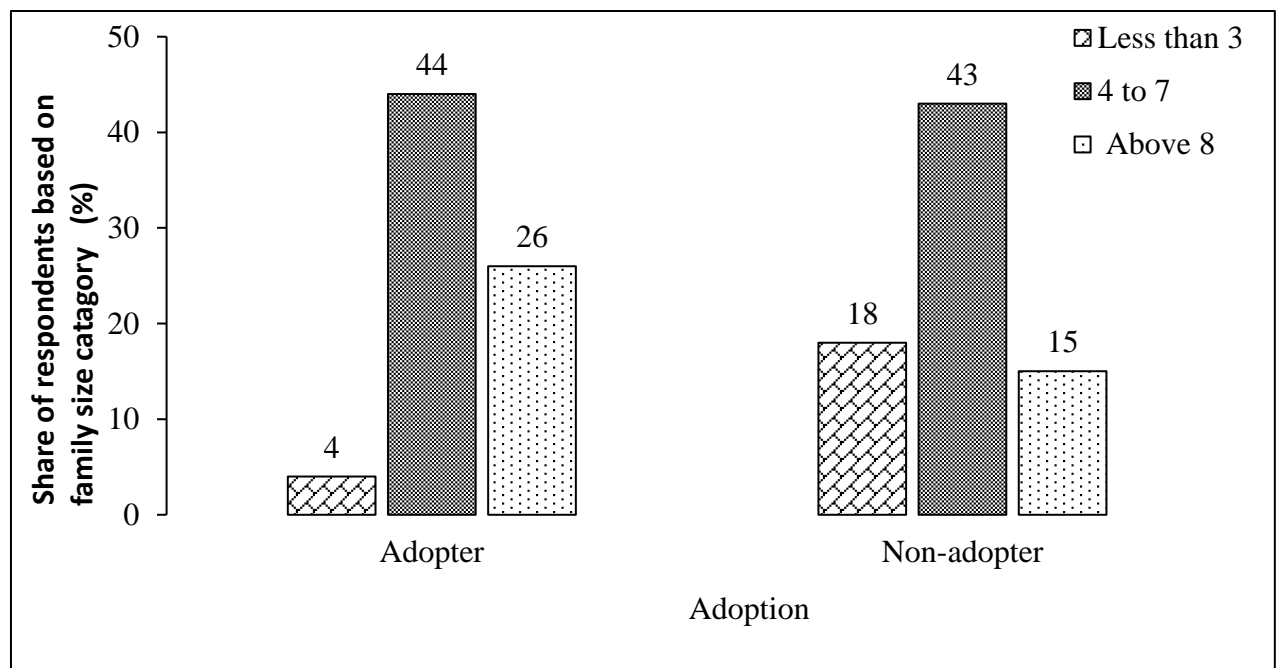 Share of respondents based on
family size catagory (%)
50
40
30
20
10
0
4
44
26
18
43
15
Less than 3
4 to 7
Above 8
Adopter
Non-adopter
Adoption